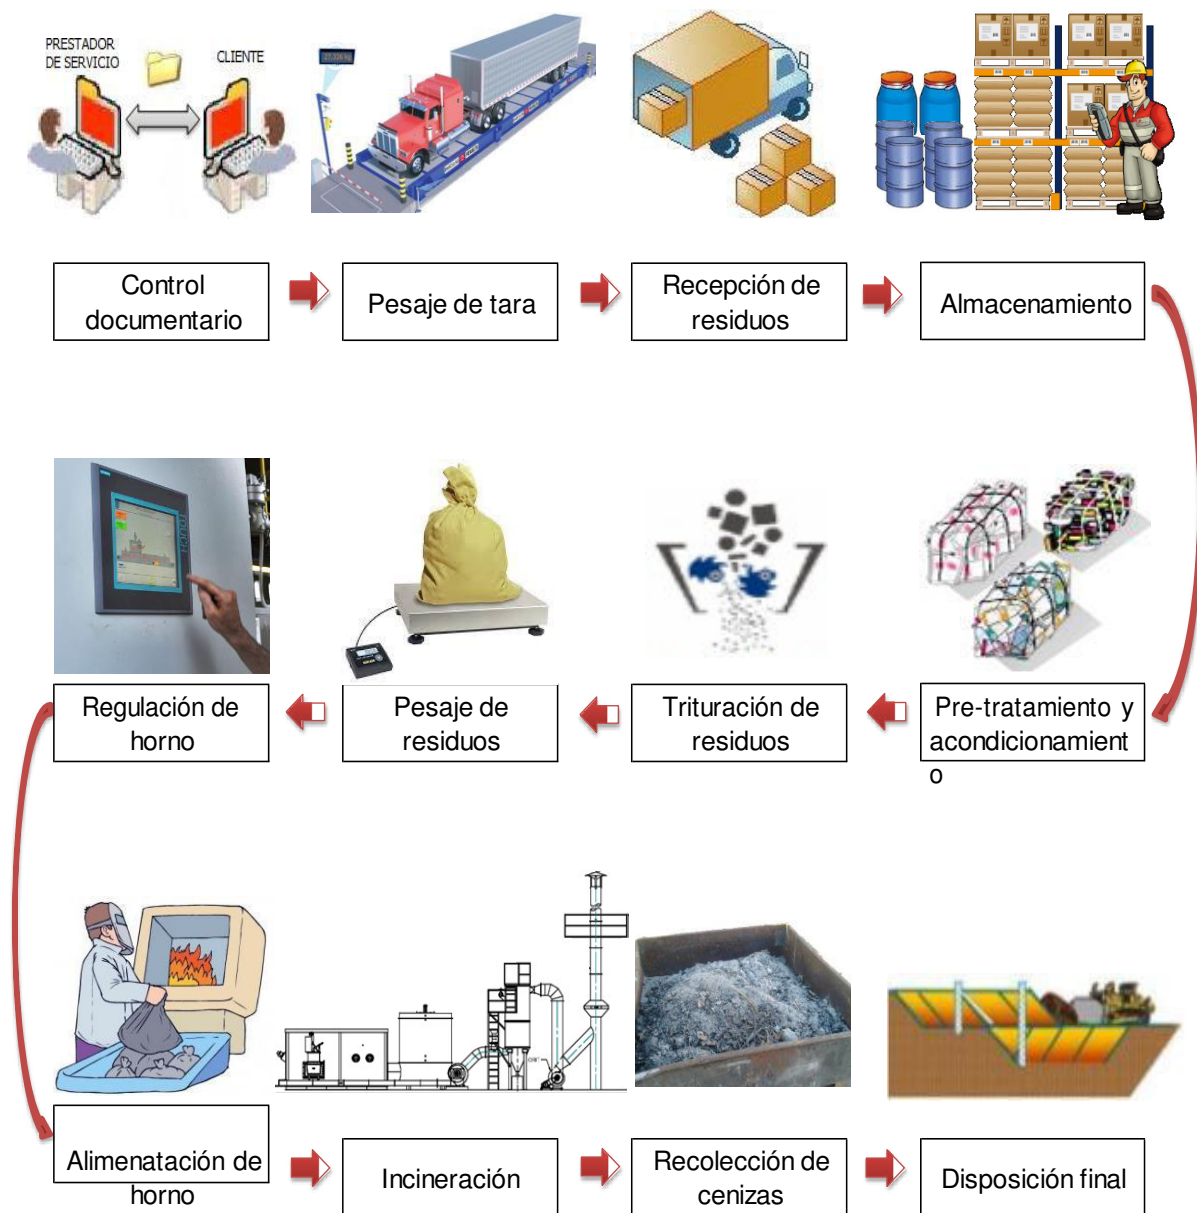 PRESTADOR
DE SERVICIO
CLIENTE
Control
documentario
Pesaje de tara
Recepción de
residuos
Almacenamiento
Regulación de
horno
Pesaje de
residuos
Trituración de
residuos
Pre-tratamiento y
acondicionamient
o
Alimenatación de
horno
Incineración
Recolección de
cenizas
Disposición final